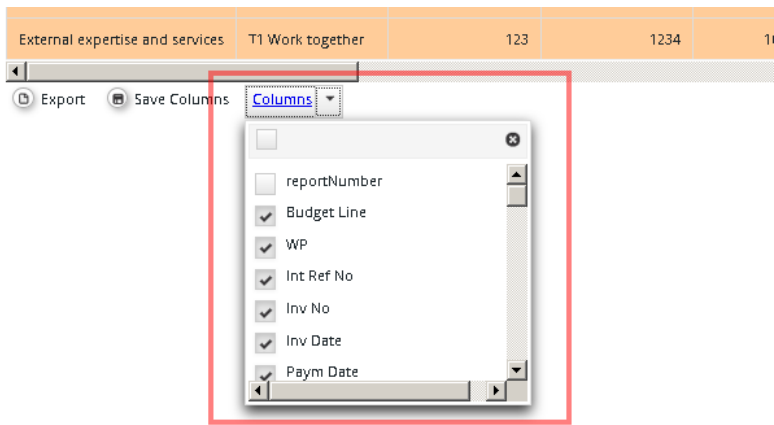 External expertise and services T1 Work together 123 1234 10
Export Save Columns Columns
reportNumber
Budget Line
WP
Int Ref No
Inv No
Inv Date
Paym Date